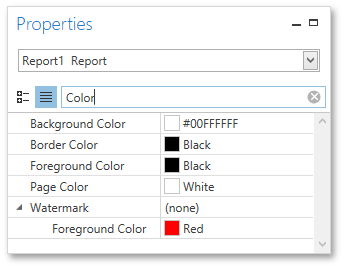 Properties
Report1 Report
Color
Background Color #00FFFFFF
Border Color Black
Foreground Color Black
Page Color White
Watermark (none)
Foreground Color Red